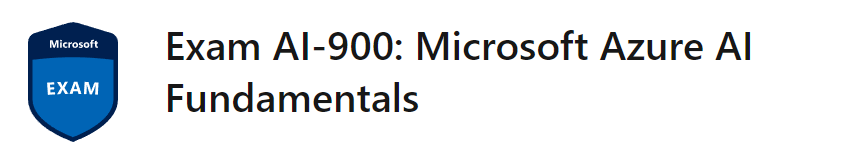 Microsoft
EXAM
Exam AI-900: Microsoft Azure AI
Fundamentals